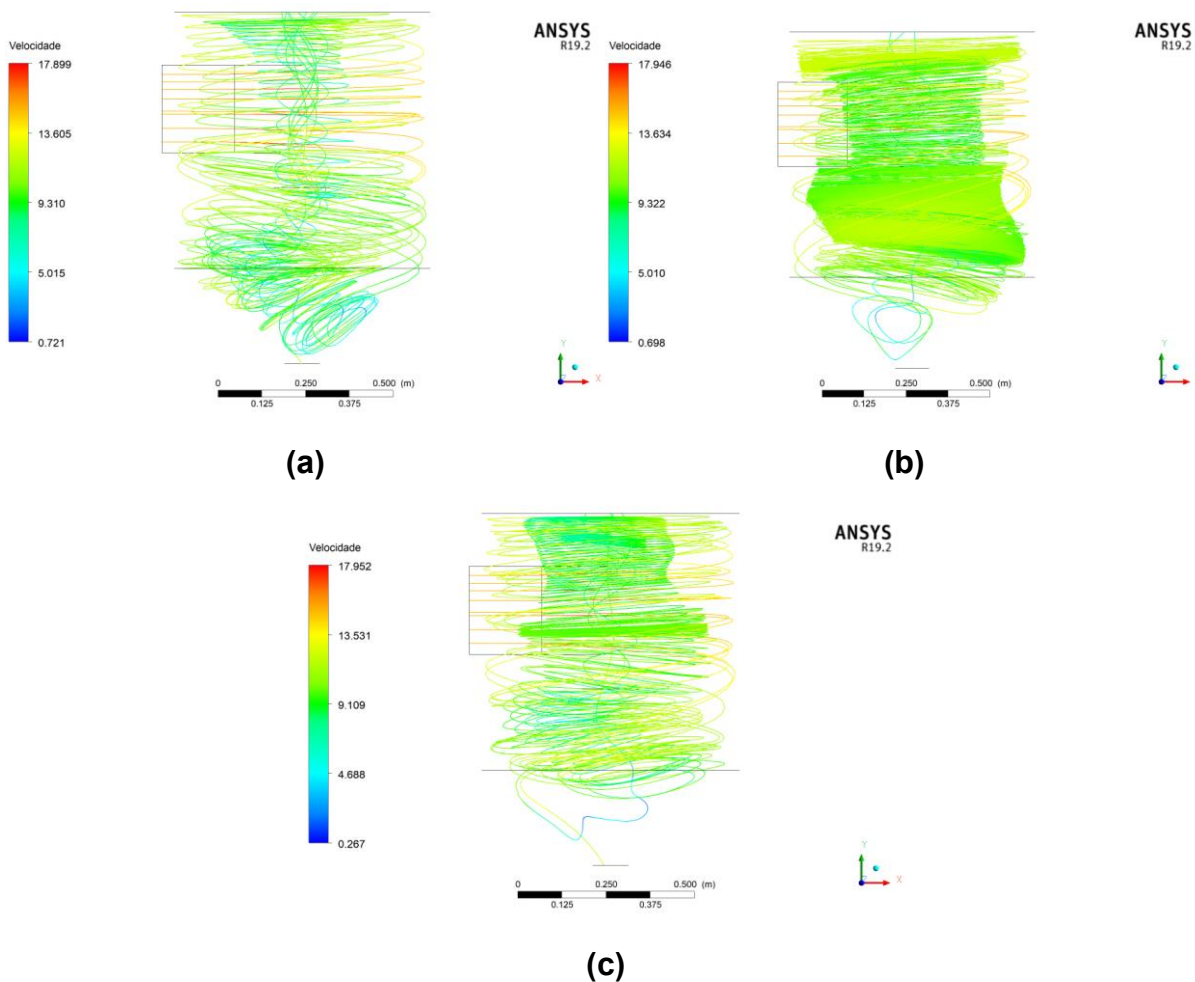 ANSYS
R19.2
Velocidade
17.899
13.605
9.310
5.015
0.721
Y
X
0 0.250 0.500 (m)
0.125 0.375
(a)
ANSYS
R19.2
Velocidade
17.946
13.634
9.322
5.010
0.698
Y
X
0 0.250 0.500 (m)
0.125 0.375
(b)
ANSYS
R19.2
Velocidade
17.952
13.531
9.109
4.688
0.267
Y
X
0 0.250 0.500 (m)
0.125 0.375
(c)